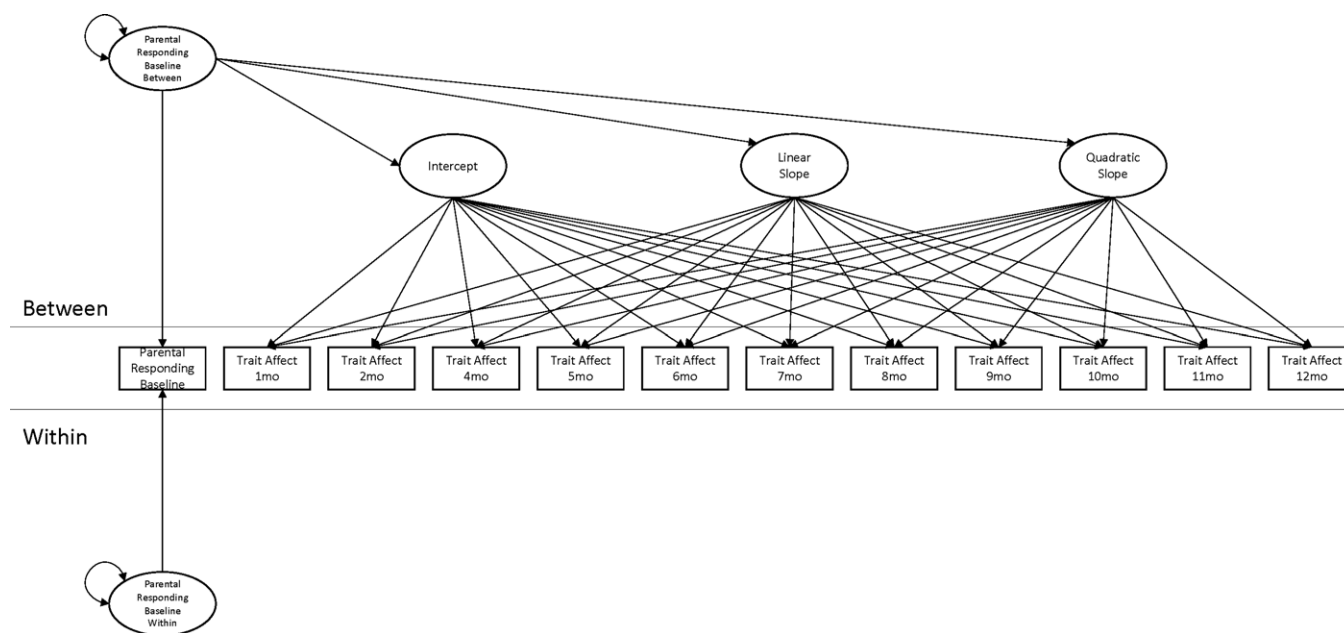 Parental
Responding
Baseline
Between
Intercept
Linear
Slope
Quadratic
Slope
Between
Parental
Responding
Baseline
Trait Affect
1mo
Trait Affect
2mo
Trait Affect
4mo
Trait Affect
5mo
Trait Affect
6mo
Trait Affect
7mo
Trait Affect
8mo
Trait Affect
9mo
Trait Affect
10mo
Trait Affect
11mo
Trait Affect
12mo
Within
Parental
Responding
Baseline
Within